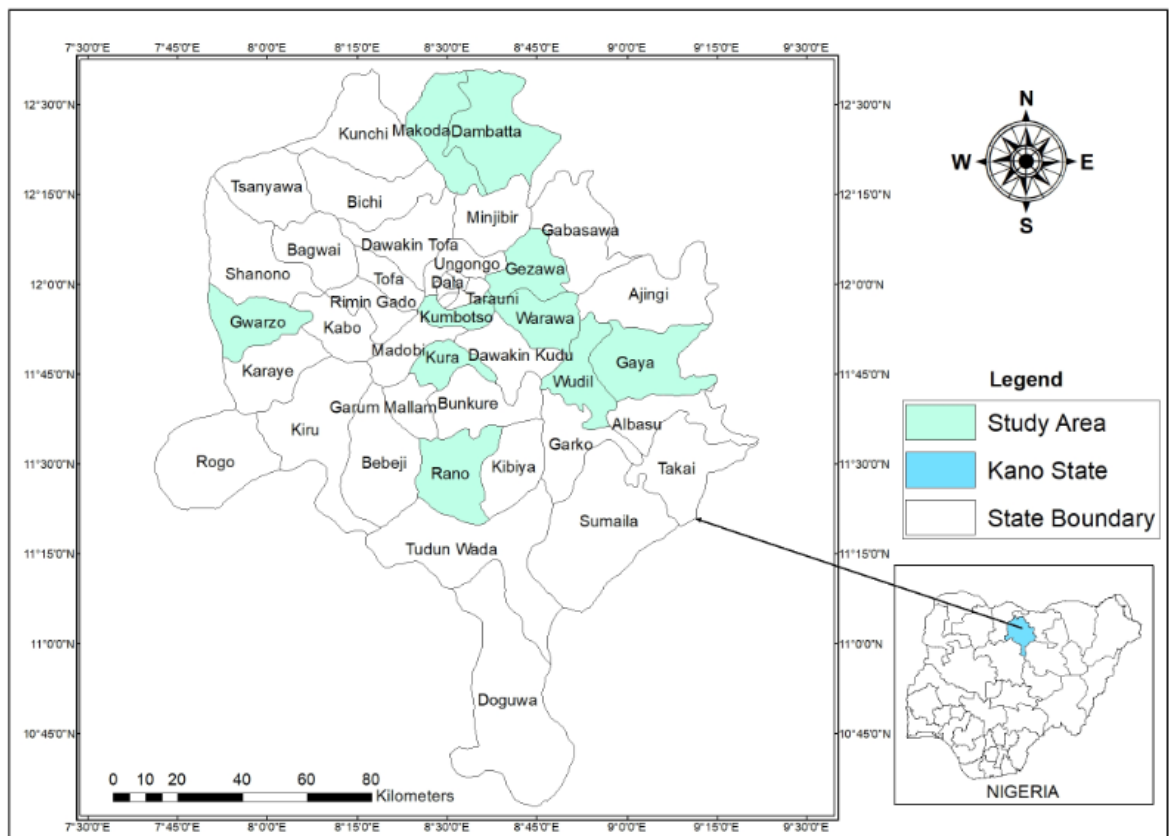 7°30'0"E 7°45'0"E 8°0'0"E 8°15'0"E 8°30'0"E 8°45'0"E 9°0'0"E 9°15'0"E 9°30'0"E
12°30'0"N
12°15'0"N
12°0'0"N
11°45'0"N
11°30'0"N
11°15'0"N
11°0'0"N
10°45'0"N
Kunchi
Makoda
Dambatta
Tsanyawa
Bichi
Minjibir
Gabasawa
Bagwai
Dawakin Tofa
Ungongo
Gezawa
Shanono
Tofa
Dala
Tarauni
Ajingi
Rimin Gado
Gwarzo
Kabo
Kumbotso
Warawa
Madobi
Kura
Dawakin Kudu
Gaya
Karaye
Wudil
Garum Mallam
Bunkure
Kiru
Albasu
Rogo
Bebeji
Rano
Kibiya
Garko
Takai
Sumaila
Tudun Wada
Doguwa
0 10 20 40 60 80
Kilometers
7°30'0"E 7°45'0"E 8°0'0"E 8°15'0"E 8°30'0"E 8°45'0"E 9°0'0"E 9°15'0"E 9°30'0"E
12°30'0"N
12°15'0"N
12°0'0"N
11°45'0"N
11°30'0"N
11°15'0"N
11°0'0"N
10°45'0"N
N
W E
S
Legend
Study Area
Kano State
State Boundary
NIGERIA